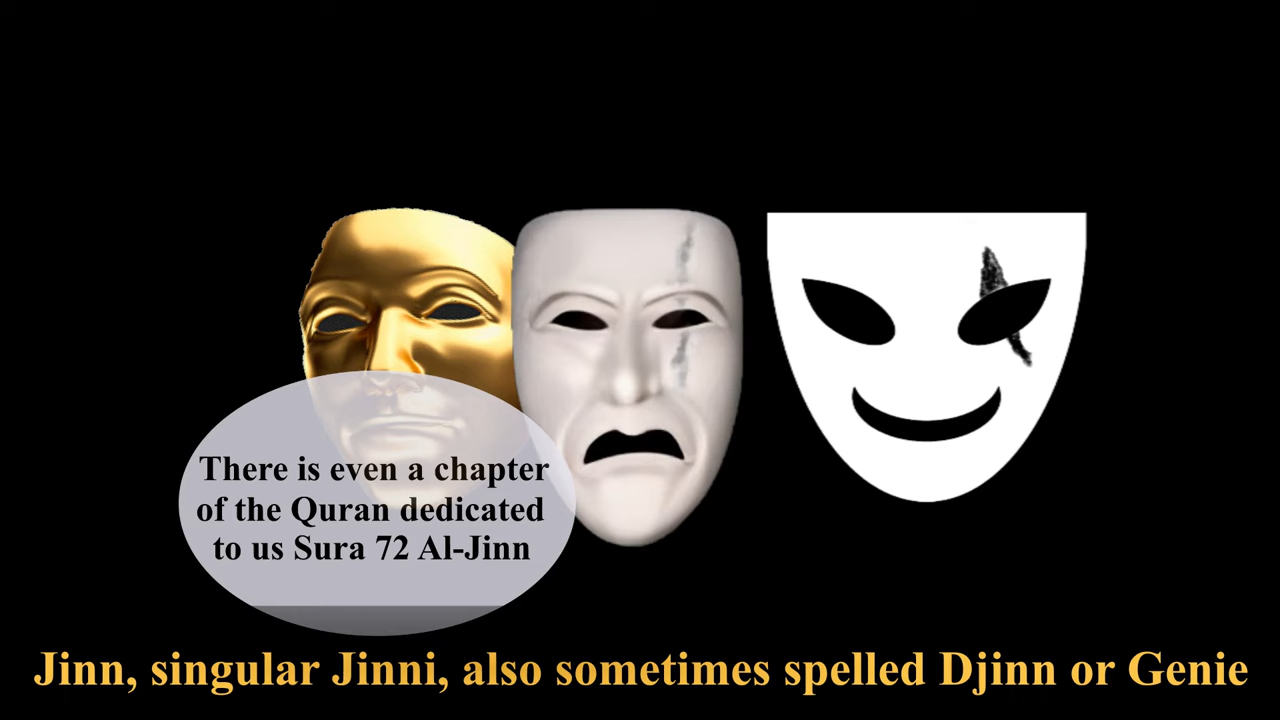 There is even a chapter
of the Quran dedicated
to us Sura 72 Al-Jinn
Jinn, singular Jinni, also sometimes spelled Djinn or Genie